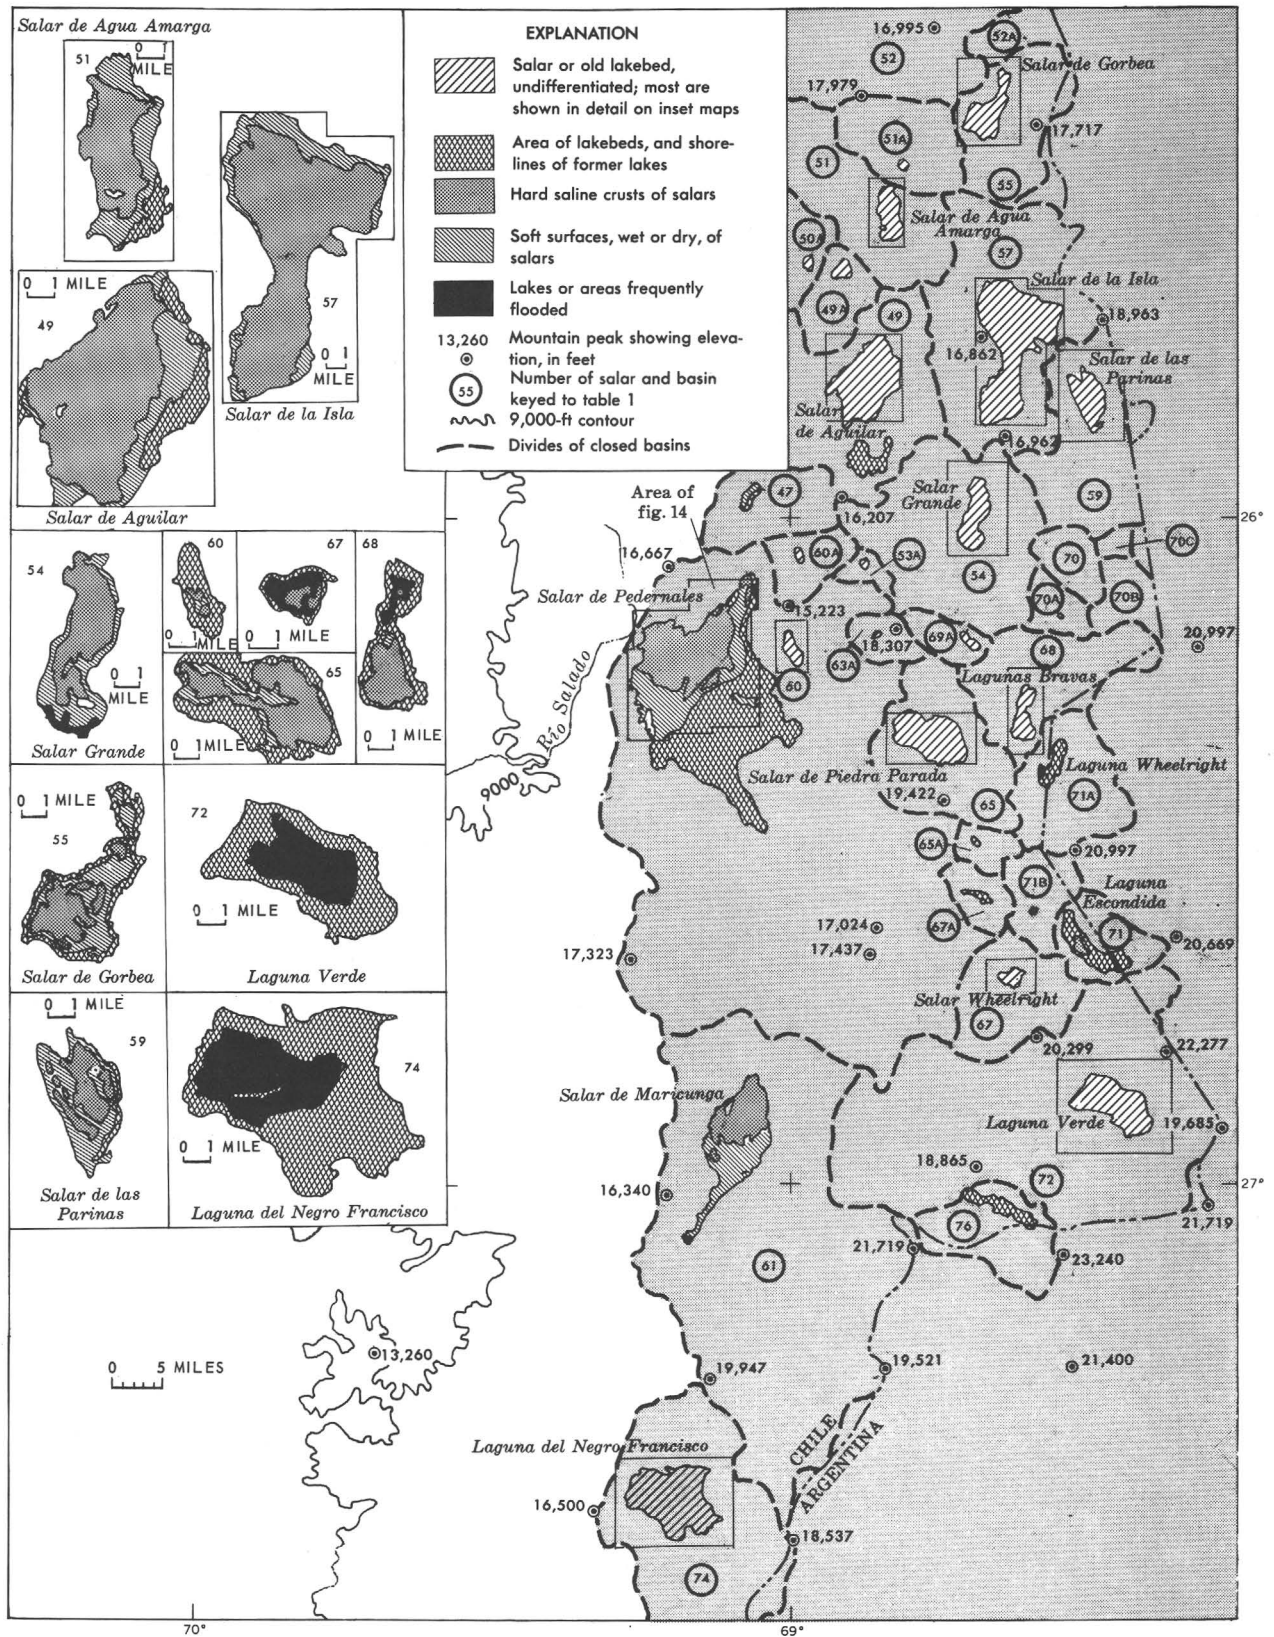 Salar de Agua Amarga
51
0 1
MILE
57
0 1
MILE
Salar de la Isla
0 1 MILE
49
Salar de Aguilar
54
0 1
MILE
Salar Grande
60
0 1
MILE
67
0 1 MILE
68
0 1 MILE
65
0 1 MILE
0 1 MILE
55
Salar de Gorbea
72
0 1 MILE
Laguna Verde
0 1 MILE
59
Salar de las
Parinas
74
0 1 MILE
Laguna del Negro Francisco
EXPLANATION
Salar or old lakebed,
undifferentiated; most are
shown in detail on inset maps
Area of lakebeds, and shore-
lines of former lakes
Hard saline crusts of salars
Soft surfaces, wet or dry, of
salars
Lakes or areas frequently
flooded
13,260
Mountain peak showing eleva-
tion, in feet
55
Number of salar and basin
keyed to table 1
9,000-ft contour
Divides of closed basins
16,995
52A
52
Salar de Gorbea
17,979
17,717
51A
51
55
Salar de Agua
Amarga
50A
57
Salar de la Isla
49A
49
18,963
16,862
Salar de las
Parinas
Salar
de Aguilar
16,962
Area of
fig. 14
47
16,207
Salar
Grande
59
26°
16,667
60A
53A
54
70
70C
70A
70B
Salar de Pedernales
15,223
18,307
69A
63A
60
68
20,997
Lagunas Bravas
Río Salado
9000
Salar de Piedra Parada
Laguna Wheelright
19,422
65
71A
65A
20,997
71B
Laguna
Escondida
67A
71
17,024
17,437
20,669
17,323
Salar Wheelright
67
20,299
22,277
Salar de Maricunga
Laguna Verde
19,685
18,865
72
27°
16,340
76
21,719
21,719
23,240
61
13,260
0 5 MILES
19,947
19,521
21,400
CHILE
ARGENTINA
Laguna del Negro Francisco
16,500
18,537
74
70°
69°